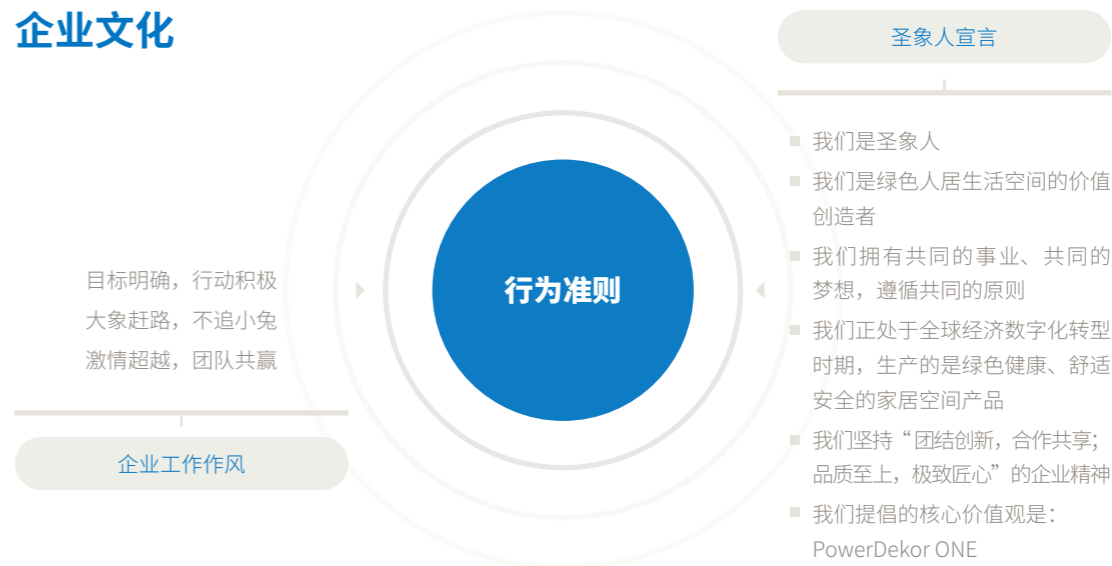 企业文化
圣象人宣言
我们是圣象人
我们是绿色人居生活空间的价值
创造者
我们拥有共同的事业、共同的
梦想，遵循共同的原则
我们正处于全球经济数字化转型
时期，生产的是绿色健康、舒适
安全的家居空间产品
我们坚持“团结创新，合作共享；
品质至上，极致匠心”的企业精神
我们提倡的核心价值观是：
PowerDekor ONE
行为准则
目标明确，行动积极
大象赶路，不追小兔
激情超越，团队共赢
企业工作作风